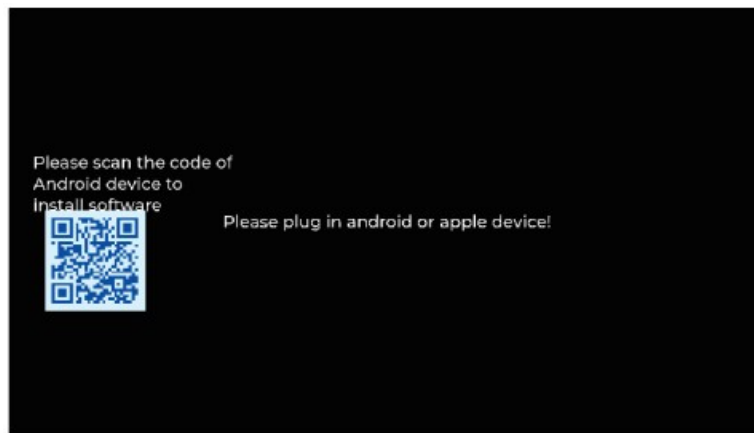 Please scan the code of
Android device to
install software
Please plug in android or apple device!